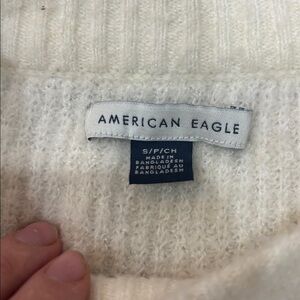 AMERICAN EAGLE
S/P/CH
MADE IN
BANGLADESH
FABRIQUÉ AU
BANGLADESH